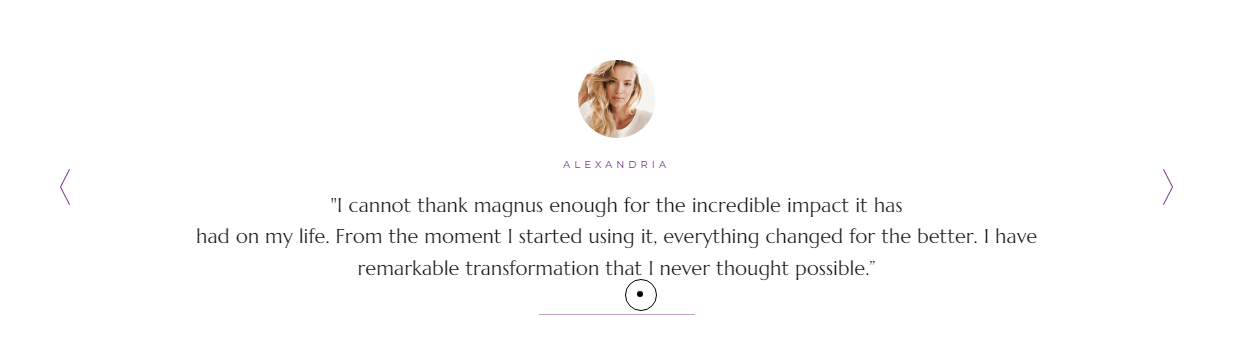 ALEXANDRIA
"I cannot thank magnus enough for the incredible impact it has
had on my life. From the moment I started using it, everything changed for the better. I have
remarkable transformation that I never thought possible.”